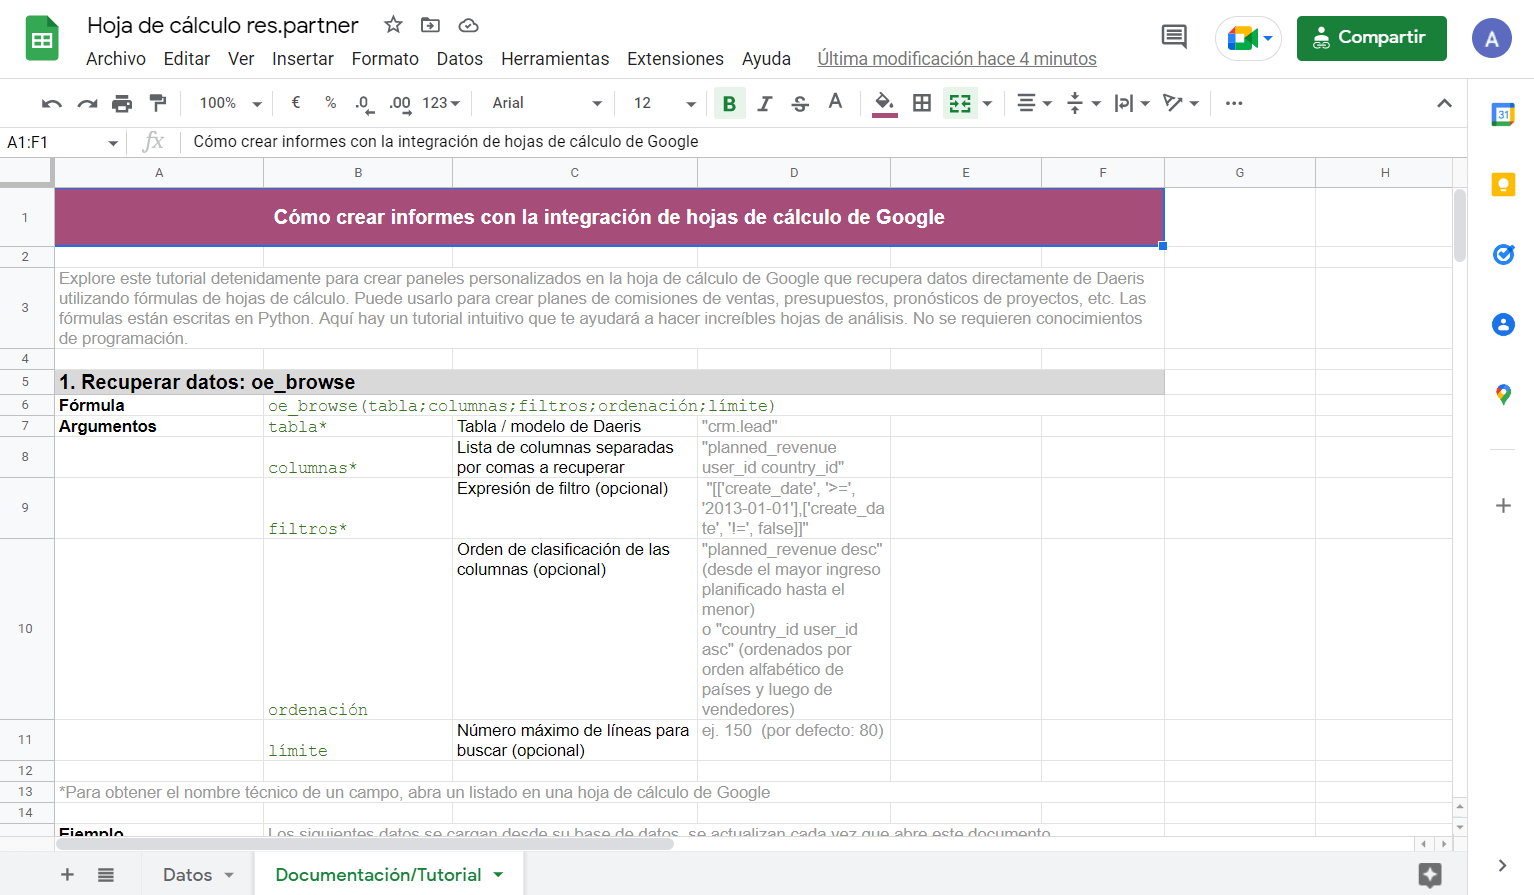 Hoja de cálculo res.partner
Archivo Editar Ver Insertar Formato Datos Herramientas Extensiones Ayuda Última modificación hace 4 minutos
Compartir
A
100% € % .0 .00 123 Arial 12 B I S A
31
A1:F1 fx Cómo crear informes con la integración de hojas de cálculo de Google
A B C D E F G H
1 Cómo crear informes con la integración de hojas de cálculo de Google
2
3 Explore este tutorial detenidamente para crear paneles personalizados en la hoja de cálculo de Google que recupera datos directamente de Daeris
utilizando fórmulas de hojas de cálculo. Puede usarlo para crear planes de comisiones de ventas, presupuestos, pronósticos de proyectos, etc. Las
fórmulas están escritas en Python. Aquí hay un tutorial intuitivo que te ayudará a hacer increíbles hojas de análisis. No se requieren conocimientos
de programación.
4
5 1. Recuperar datos: oe_browse
6 Fórmula oe_browse(tabla;columnas;filtros;ordenación;límite)
7 Argumentos tabla* Tabla / modelo de Daeris "crm.lead"
8 columnas* Lista de columnas separadas
por comas a recuperar
"planned_revenue
user_id country_id"
9 filtros* Expresión de filtro (opcional)
"[['create_date', '>=',
'2013-01-01'],['create_da
te', '!=', false]]"
10 ordenación Orden de clasificación de las
columnas (opcional)
"planned_revenue desc"
(desde el mayor ingreso
planificado hasta el
menor)
o "country_id user_id
asc" (ordenados por
orden alfabético de
países y luego de
vendedores)
11 límite Número máximo de líneas para
buscar (opcional)
ej. 150 (por defecto: 80)
12
13 *Para obtener el nombre técnico de un campo, abra un listado en una hoja de cálculo de Google
14
Ejemplo Los siguientes datos se cargan desde su base de datos, se actualizan cada vez que abre este documento
Datos Documentación/Tutorial